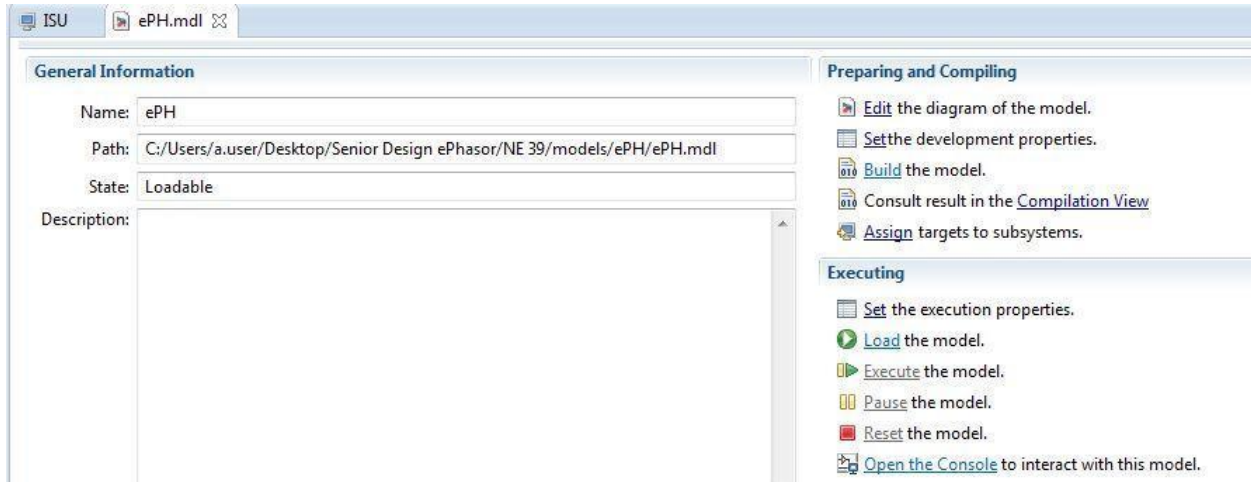 ISU
ePH.mdl
General Information
Name: ePH
Path: C:/Users/a.user/Desktop/Senior Design ePhasor/NE 39/models/ePH/ePH.mdl
State: Loadable
Description:
Preparing and Compiling
Edit the diagram of the model.
Setthe development properties.
Build the model.
Consult result in the Compilation View
Assign targets to subsystems.
Executing
Set the execution properties.
Load the model.
Execute the model.
Pause the model.
Reset the model.
Open the Console to interact with this model.